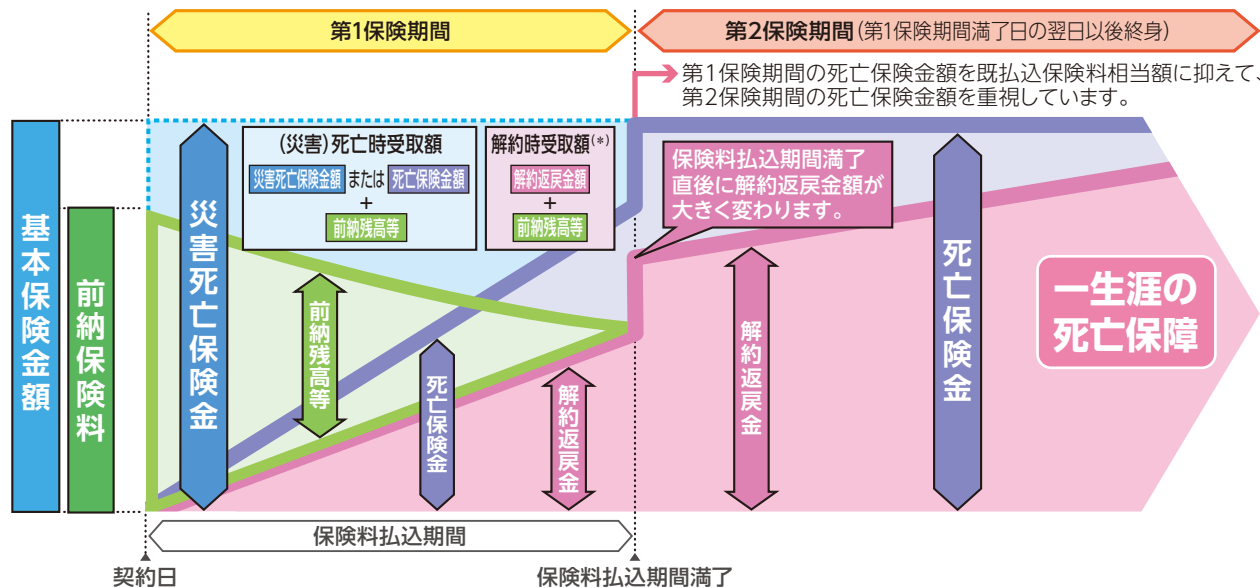 第1保険期間
第2保険期間(第1保険期間満了日の翌日以後終身)
第1保険期間の死亡保険金額を既払込保険料相当額に抑えて、
第2保険期間の死亡保険金額を重視しています。
基本保険金額
前納保険料
災害死亡保険金
(災害)死亡時受取額
災害死亡保険金額 または 死亡保険金額
+
前納残高等
解約時受取額(*)
解約返戻金額
+
前納残高等
保険料払込期間満了
直後に解約返戻金額が
大きく変わります。
前納残高等
死亡保険金
解約返戻金
解約返戻金
死亡保険金
一生涯の
死亡保障
保険料払込期間
契約日
保険料払込期間満了